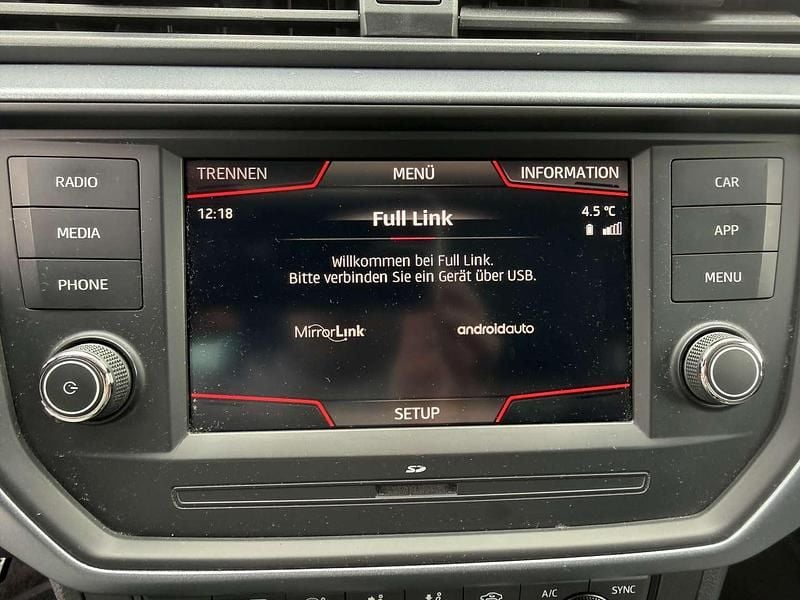 TRENNEN MENÜ INFORMATION
RADIO
CAR
12:18 Full Link 4.5 °C
MEDIA
APP
Willkommen bei Full Link.
Bitte verbinden Sie ein Gerät über USB.
PHONE
MENU
MirrorLink androidauto
SETUP
SD
A/C SYNC